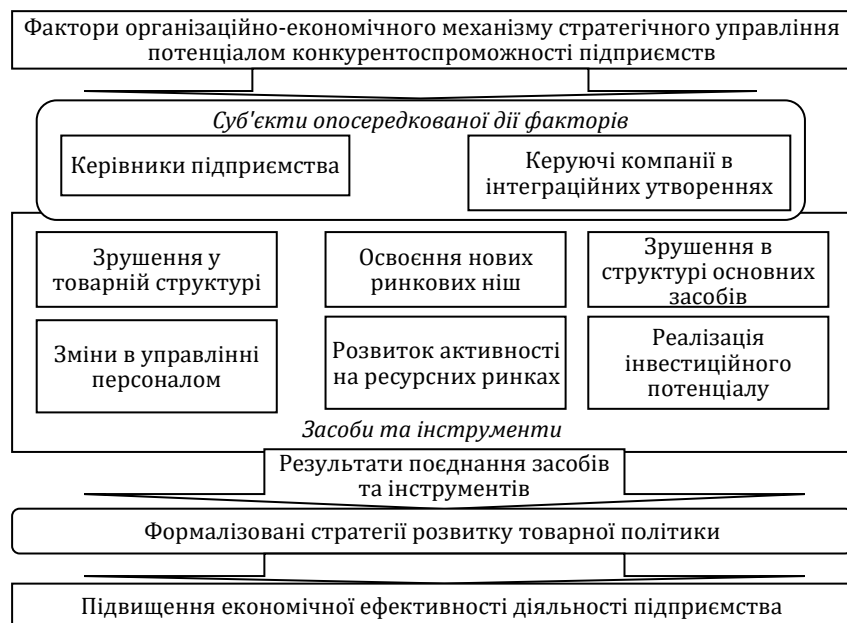 Фактори організаційно-економічного механізму стратегічного управління
потенціалом конкурентоспроможності підприємств
Суб'єкти опосередкованої дії факторів
Керівники підприємства
Керуючі компанії в
інтеграційних утвореннях
Зрушення у
товарній структурі
Освоєння нових
ринкових ніш
Зрушення в
структурі основних
засобів
Зміни в управлінні
персоналом
Розвиток активності
на ресурсних ринках
Реалізація
інвестиційного
потенціалу
Засоби та інструменти
Результати поєднання засобів
та інструментів
Формалізовані стратегії розвитку товарної політики
Підвищення економічної ефективності діяльності підприємства